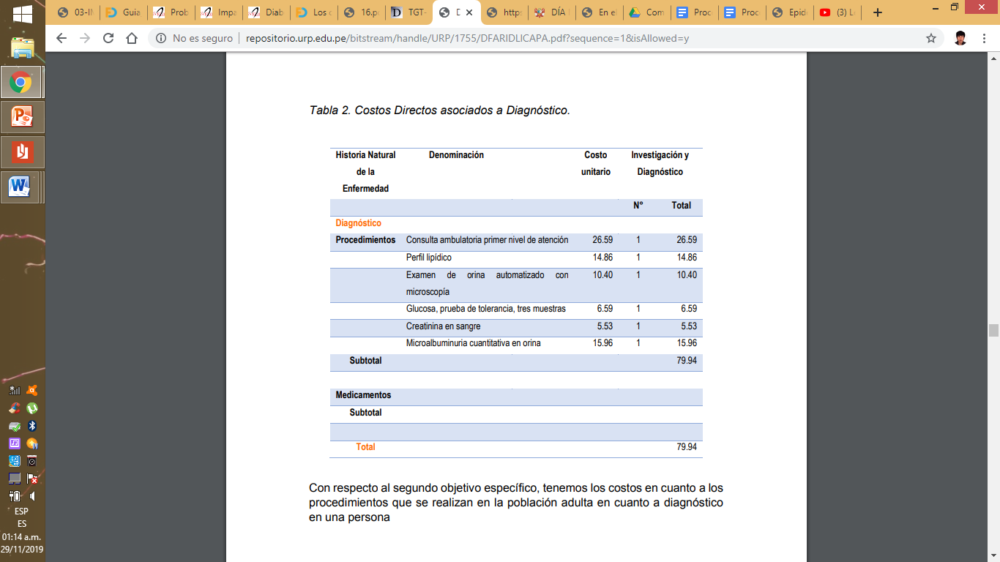 03-IN
Guia
Prob
Impa
Diab
Los c
16.pd
TGT-
D
http:
DÍA I
En el
Com
Proc
Proc
Epid
(3) L
No es seguro | repositorio.urp.edu.pe/bitstream/handle/URP/1755/DFARIDLICAPA.pdf?sequence=1&isAllowed=y
Tabla 2. Costos Directos asociados a Diagnóstico.
Historia Natural de la Enfermedad Denominación Costo unitario Investigación y Diagnóstico
N° Total
Diagnóstico
Procedimientos Consulta ambulatoria primer nivel de atención 26.59 1 26.59
Perfil lipídico 14.86 1 14.86
Examen de orina automatizado con 10.40 1 10.40
microscopía
Glucosa, prueba de tolerancia, tres muestras 6.59 1 6.59
Creatinina en sangre 5.53 1 5.53
Microalbuminuria cuantitativa en orina 15.96 1 15.96
Subtotal 79.94
Medicamentos
Subtotal
Total 79.94
Con respecto al segundo objetivo específico, tenemos los costos en cuanto a los
procedimientos que se realizan en la población adulta en cuanto a diagnóstico
en una persona
ESP
ES
01:14 a.m.
29/11/2019